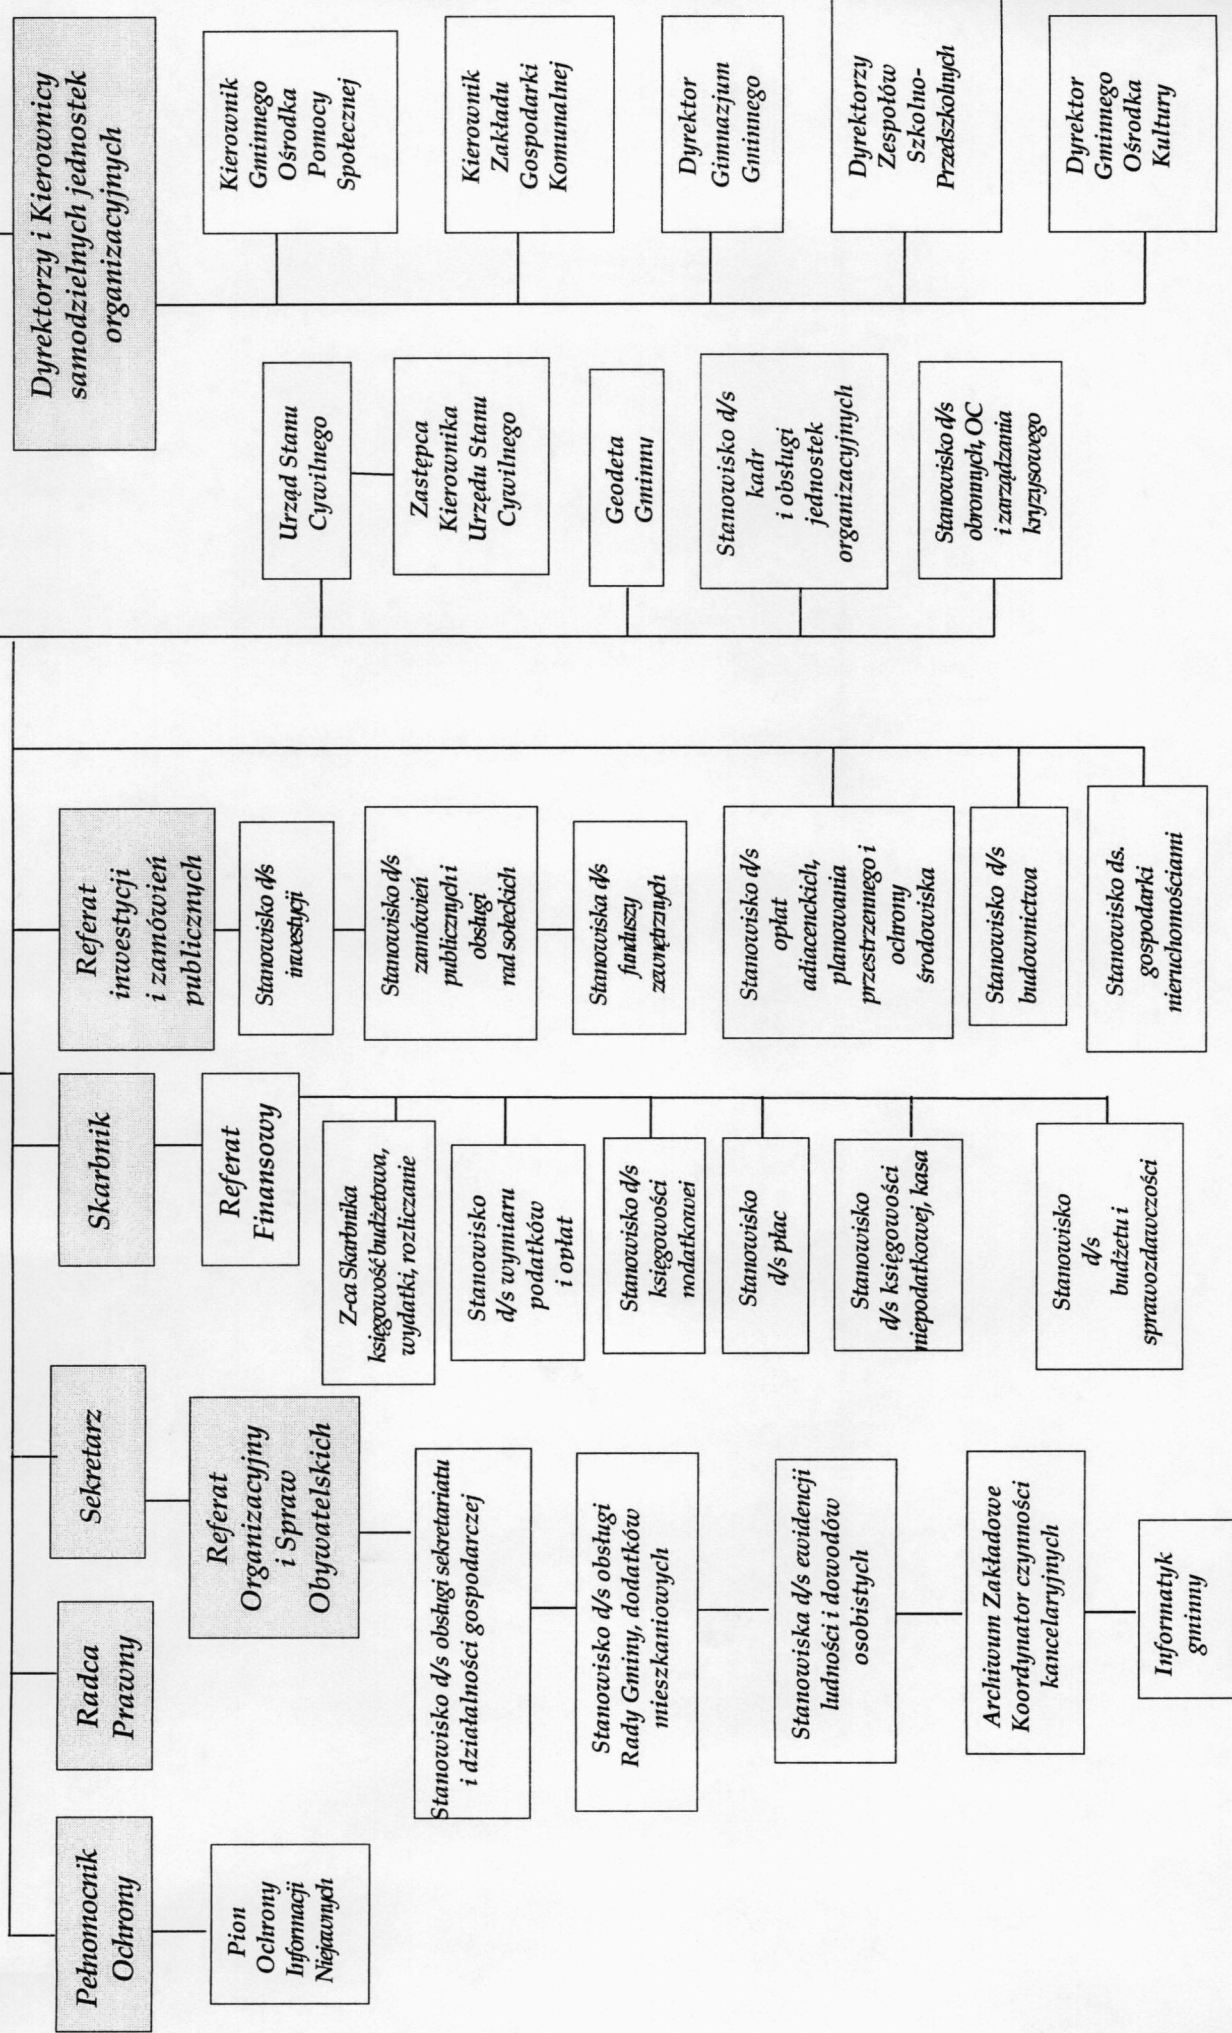 Pełnomocnik
Ochrony
Pion
Ochrony
Informacji
Niejawnych
Radca
Prawny
Sekretarz
Referat
Organizacyjny
i Spraw
Obywatelskich
Stanowisko d/s obsługi sekretariatu
i działalności gospodarczej
Stanowisko d/s obsługi
Rady Gminy, dodatków
mieszkaniowych
Stanowiska d/s ewidencji
ludności i dowodów
osobistych
Archiwum Zakładowe
Koordynator czynności
kancelaryjnych
Informatyk
gminny
Skarbnik
Referat
Finansowy
Z-ca Skarbnika
księgowość budżetowa,
wydatki, rozliczanie
Stanowisko
d/s wymiaru
podatków
i opłat
Stanowisko d/s
księgowości
podatkowej
Stanowisko
d/s płac
Stanowisko
d/s księgowości
niepodatkowej, kasa
Stanowisko
d/s
budżetu i
sprawozdawczości
Referat
inwestycji
i zamówień
publicznych
Stanowisko d/s
inwestycji
Stanowisko d/s
zamówień
publicznych i
obsługi
rad sołeckich
Stanowiska d/s
funduszy
zewnętrznych
Stanowisko d/s
opłat
adiacenckich,
planowania
przestrzennego i
ochrony
środowiska
Stanowisko d/s
budownictwa
Stanowisko ds.
gospodarki
nieruchomościami
Urząd Stanu
Cywilnego
Zastępca
Kierownika
Urzędu Stanu
Cywilnego
Geodeta
Gminny
Stanowisko d/s
kadr
i obsługi
jednostek
organizacyjnych
Stanowisko d/s
obronnych, OC
i zarządzania
kryzysowego
Dyrektorzy i Kierownicy
samodzielnych jednostek
organizacyjnych
Kierownik
Gminnego
Ośrodka
Pomocy
Społecznej
Kierownik
Zakładu
Gospodarki
Komunalnej
Dyrektor
Gimnazjum
Gminnego
Dyrektorzy
Zespołów
Szkolno-
Przedszkolnych
Dyrektor
Gminnego
Ośrodka
Kultury